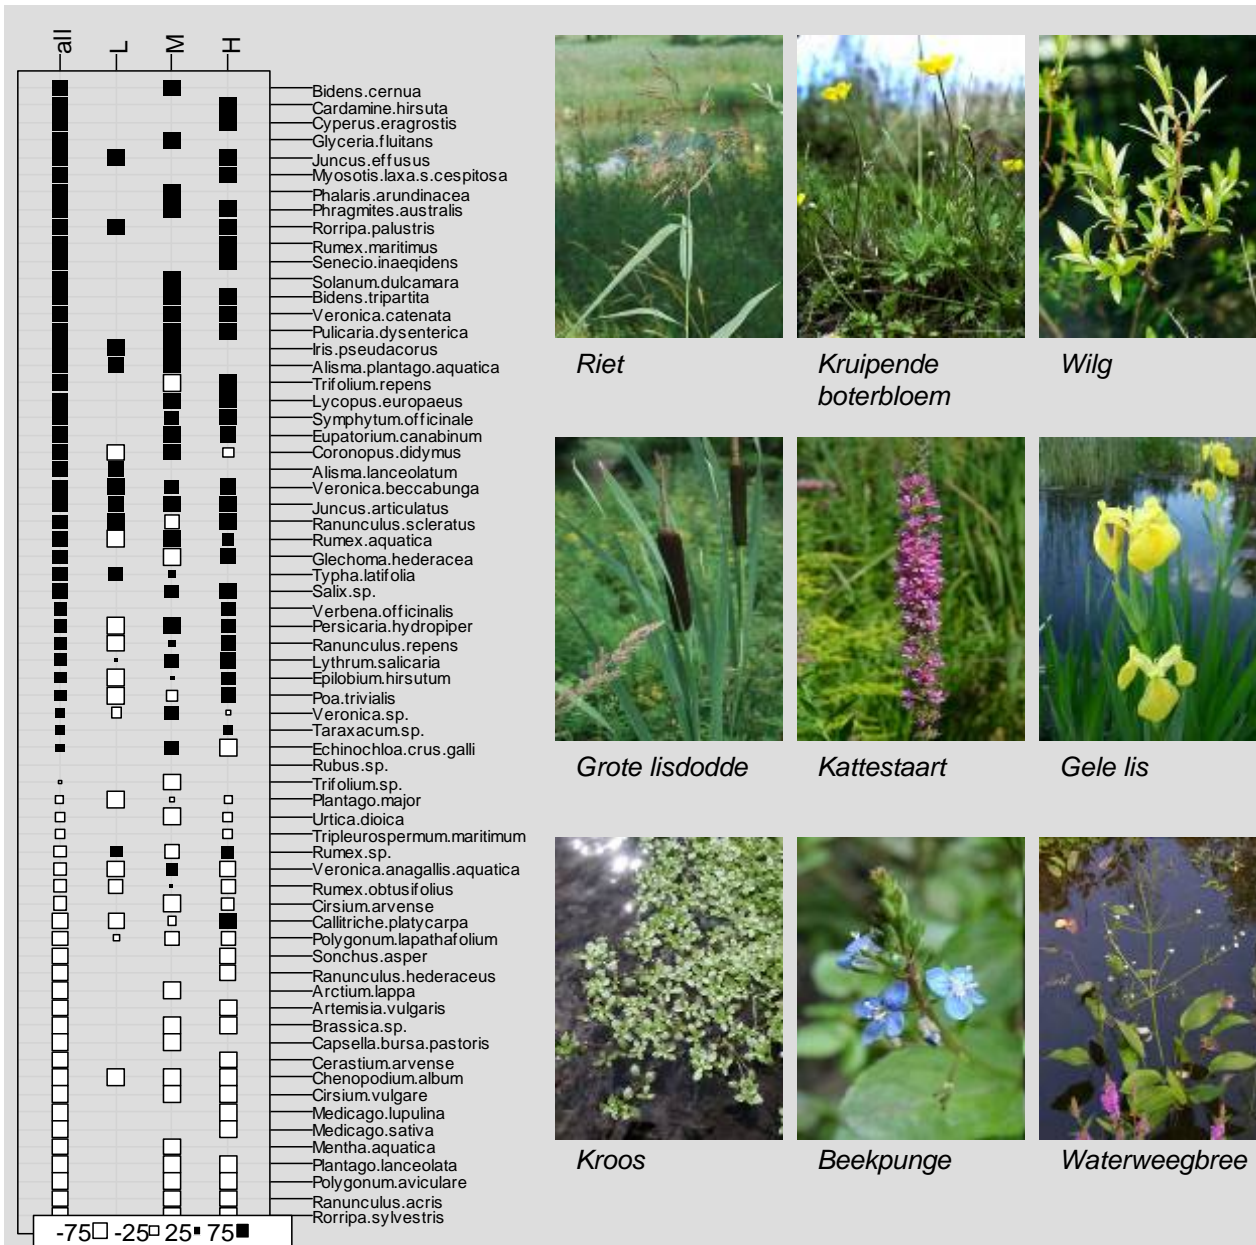 all L M H
Bidens.cernua
Cardamine.hirsuta
Cyperus.eragrostis
Glyceria.fluitans
Juncus.effusus
Myosotis.laxa.s.cespitosa
Phalaris.arundinacea
Phragmites.australis
Rorripa.palustris
Rumex.maritimus
Senecio.inaeqidens
Solanum.dulcamara
Bidens.tripartita
Veronica.catenata
Pulicaria.dysenterica
Iris.pseudacorus
Alisma.plantago.aquatica
Trifolium.repens
Lycopus.europaeus
Symphytum.officinale
Eupatorium.canabinum
Coronopus.didymus
Alisma.lanceolatum
Veronica.beccabunga
Juncus.articulatus
Ranunculus.scleratus
Rumex.aquatica
Glechoma.hederacea
Typha.latifolia
Salix.sp.
Verbena.officinalis
Persicaria.hydropiper
Ranunculus.repens
Lythrum.salicaria
Epilobium.hirsutum
Poa.trivialis
Veronica.sp.
Taraxacum.sp.
Echinochloa.crus.galli
Rubus.sp.
Trifolium.sp.
Plantago.major
Urtica.dioica
Tripleurospermum.maritimum
Rumex.sp.
Veronica.anagallis.aquatica
Rumex.obtusifolius
Cirsium.arvense
Callitriche.platycarpa
Polygonum.lapathafolium
Sonchus.asper
Ranunculus.hederaceus
Arctium.lappa
Artemisia.vulgaris
Brassica.sp.
Capsella.bursa.pastoris
Cerastium.arvense
Chenopodium.album
Cirsium.vulgare
Medicago.lupulina
Medicago.sativa
Mentha.aquatica
Plantago.lanceolata
Polygonum.aviculare
Ranunculus.acris
Rorripa.sylvestris
-75 -25 25 75
Riet
Kruipende
boterbloem
Wilg
Grote lisdodde
Kattestaart
Gele lis
Kroos
Beekpunge
Waterweegbree